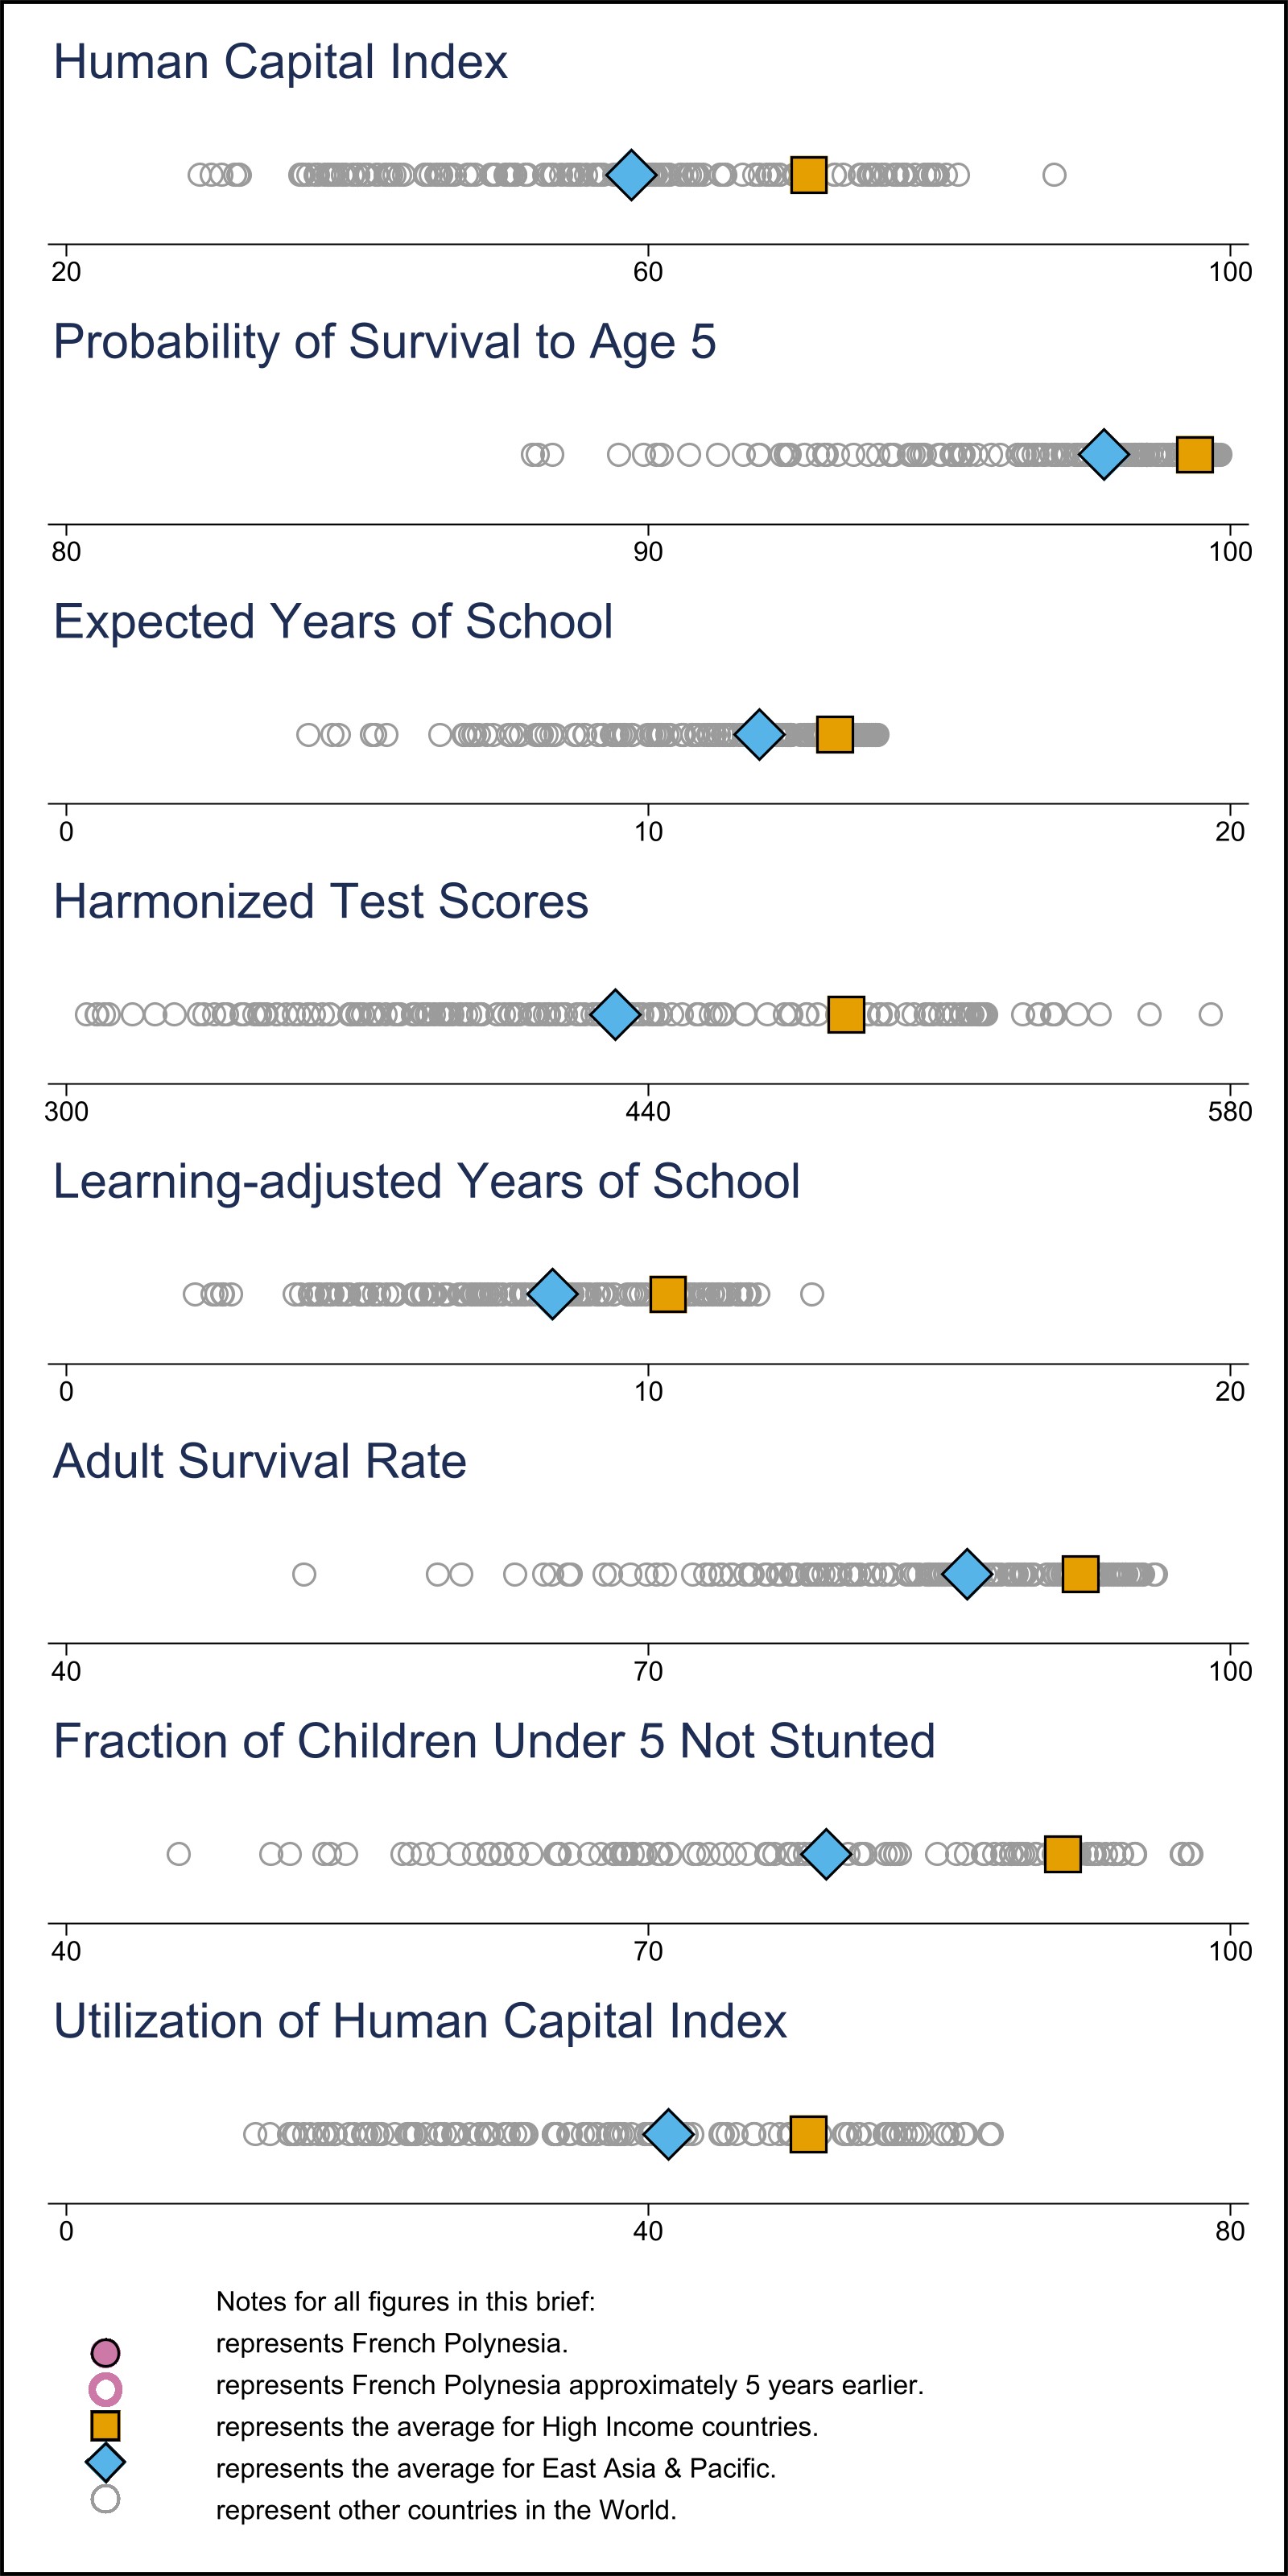 Human Capital Index
20 60 100
Probability of Survival to Age 5
80 90 100
Expected Years of School
0 10 20
Harmonized Test Scores
300 440 580
Learning-adjusted Years of School
0 10 20
Adult Survival Rate
40 70 100
Fraction of Children Under 5 Not Stunted
40 70 100
Utilization of Human Capital Index
0 40 80
Notes for all figures in this brief:
represents French Polynesia.
represents French Polynesia approximately 5 years earlier.
represents the average for High Income countries.
represents the average for East Asia & Pacific.
represent other countries in the World.